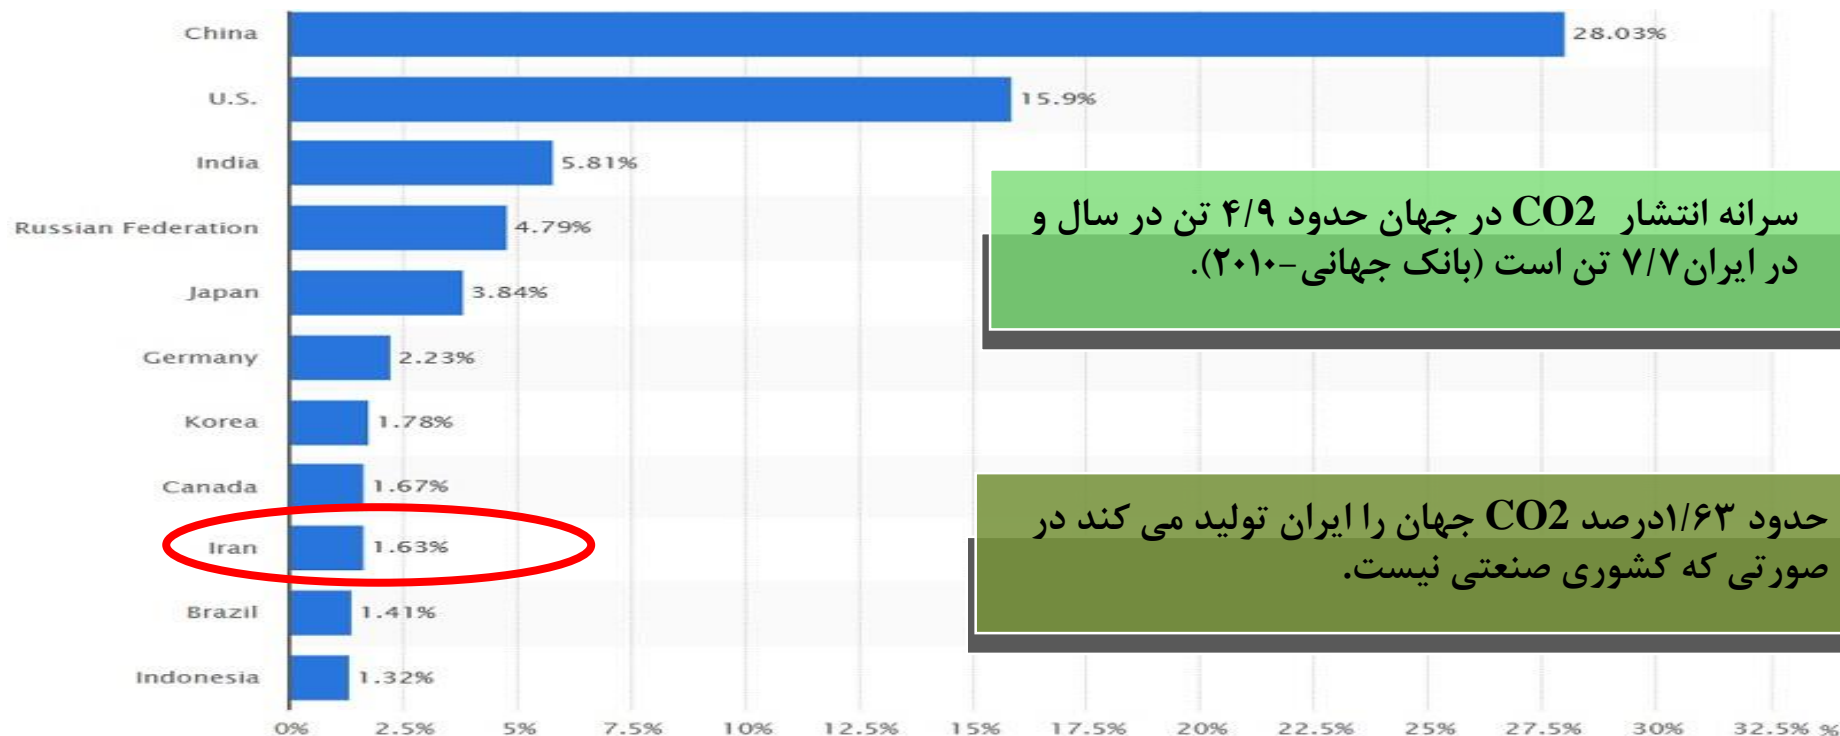 China 28.03%
U.S. 15.9%
India 5.81%
Russian Federation 4.79%
Japan 3.84%
Germany 2.23%
Korea 1.78%
Canada 1.67%
Iran 1.63%
Brazil 1.41%
Indonesia 1.32%
0% 2.5% 5% 7.5% 10% 12.5% 15% 17.5% 20% 22.5% 25% 27.5% 30% 32.5% %
سرانه انتشار CO2 در جهان حدود ۴/۹ تن در سال و
در ایران۷/۷ تن است (بانک جهانی-۲۰۱۰).
حدود ۱/۶۳درصد CO2 جهان را ایران تولید می کند در
صورتی که کشوری صنعتی نیست.